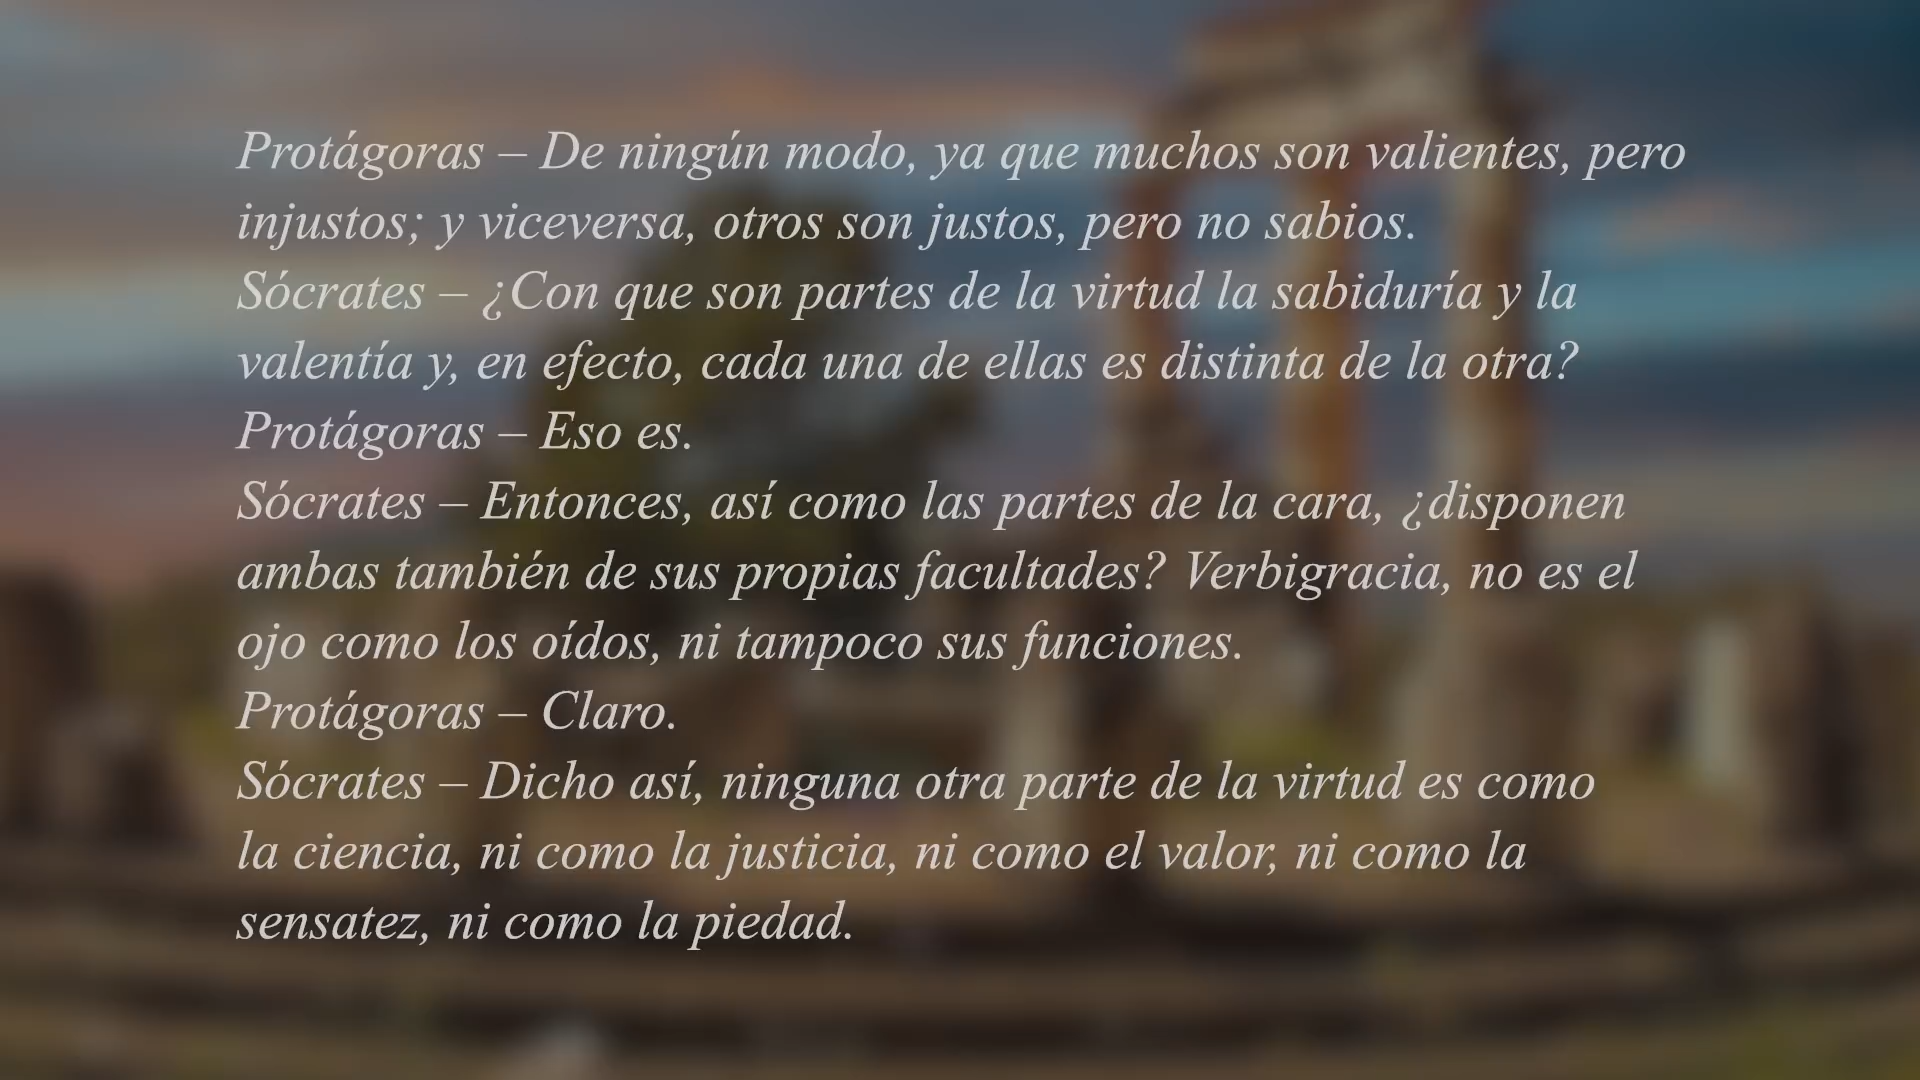 Protágoras – De ningún modo, ya que muchos son valientes, pero
injustos; y viceversa, otros son justos, pero no sabios.
Sócrates – ¿Con que son partes de la virtud la sabiduría y la
valentía y, en efecto, cada una de ellas es distinta de la otra?
Protágoras – Eso es.
Sócrates – Entonces, así como las partes de la cara, ¿disponen
ambas también de sus propias facultades? Verbigracia, no es el
ojo como los oídos, ni tampoco sus funciones.
Protágoras – Claro.
Sócrates – Dicho así, ninguna otra parte de la virtud es como
la ciencia, ni como la justicia, ni como el valor, ni como la
sensatez, ni como la piedad.